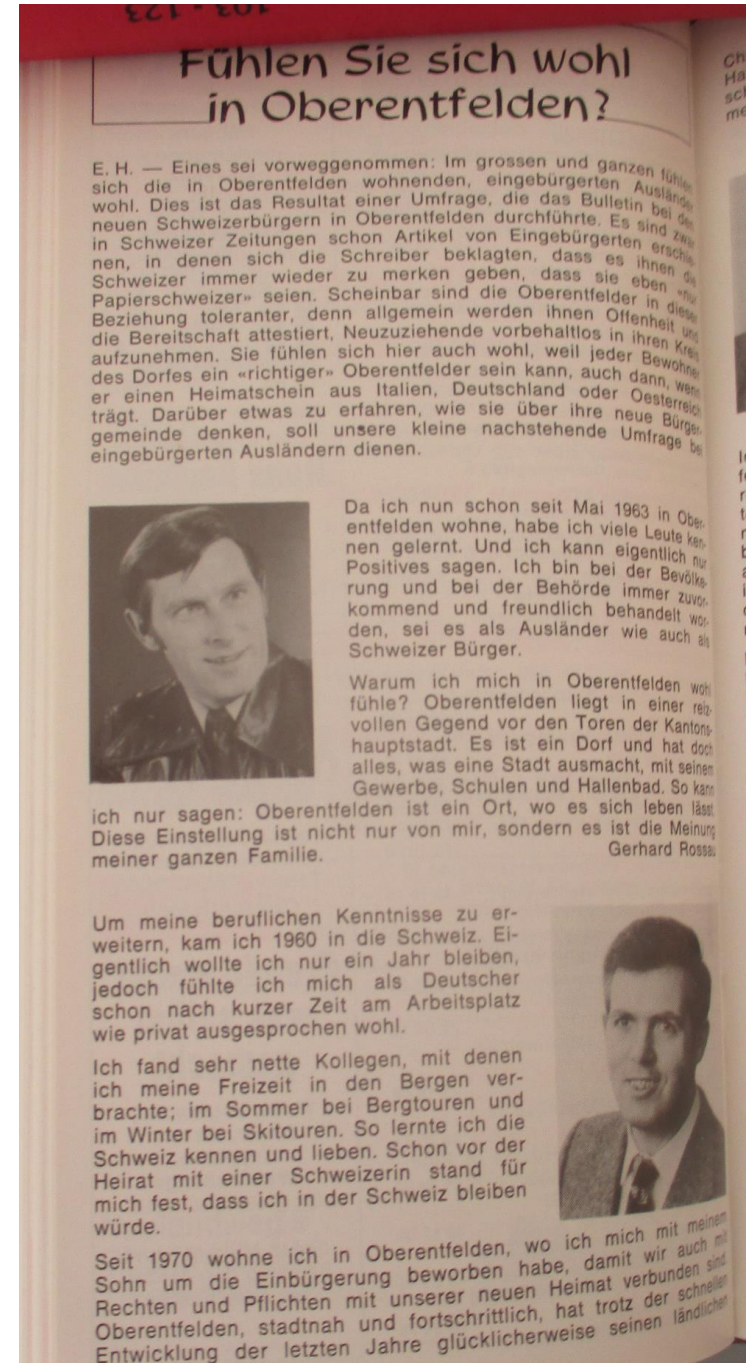 103 - 123
Fühlen Sie sich wohl
in Oberentfelden?
E. H. — Eines sei vorweggenommen: Im grossen und ganzen fühlen
sich die in Oberentfelden wohnenden, eingebürgerten Ausländer
wohl. Dies ist das Resultat einer Umfrage, die das Bulletin bei den
neuen Schweizerbürgern in Oberentfelden durchführte. Es sind zwar
in Schweizer Zeitungen schon Artikel von Eingebürgerten erschie-
nen, in denen sich die Schreiber beklagten, dass es ihnen die
Schweizer immer wieder zu merken geben, dass sie eben «nur
Papierschweizer» seien. Scheinbar sind die Oberentfelder in dieser
Beziehung toleranter, denn allgemein werden ihnen Offenheit und
die Bereitschaft attestiert, Neuzuziehende vorbehaltlos in ihren Kreis
aufzunehmen. Sie fühlen sich hier auch wohl, weil jeder Bewohner
des Dorfes ein «richtiger» Oberentfelder sein kann, auch dann, wenn
er einen Heimatschein aus Italien, Deutschland oder Oesterreich
trägt. Darüber etwas zu erfahren, wie sie über ihre neue Bürger-
gemeinde denken, soll unsere kleine nachstehende Umfrage bei
eingebürgerten Ausländern dienen.
Da ich nun schon seit Mai 1963 in Ober-
entfelden wohne, habe ich viele Leute ken-
nen gelernt. Und ich kann eigentlich nur
Positives sagen. Ich bin bei der Bevölke-
rung und bei der Behörde immer zuvor-
kommend und freundlich behandelt wor-
den, sei es als Ausländer wie auch als
Schweizer Bürger.
Warum ich mich in Oberentfelden wohl
fühle? Oberentfelden liegt in einer reiz-
vollen Gegend vor den Toren der Kantons-
hauptstadt. Es ist ein Dorf und hat doch
alles, was eine Stadt ausmacht, mit seinem
Gewerbe, Schulen und Hallenbad. So kann
ich nur sagen: Oberentfelden ist ein Ort, wo es sich leben lässt.
Diese Einstellung ist nicht nur von mir, sondern es ist die Meinung
meiner ganzen Familie. Gerhard Rossau
Um meine beruflichen Kenntnisse zu er-
weitern, kam ich 1960 in die Schweiz. Ei-
gentlich wollte ich nur ein Jahr bleiben,
jedoch fühlte ich mich als Deutscher
schon nach kurzer Zeit am Arbeitsplatz
wie privat ausgesprochen wohl.
Ich fand sehr nette Kollegen, mit denen
ich meine Freizeit in den Bergen ver-
brachte; im Sommer bei Bergtouren und
im Winter bei Skitouren. So lernte ich die
Schweiz kennen und lieben. Schon vor der
Heirat mit einer Schweizerin stand für
mich fest, dass ich in der Schweiz bleiben
würde.
Seit 1970 wohne ich in Oberentfelden, wo ich mich mit meinem
Sohn um die Einbürgerung beworben habe, damit wir auch mit
Rechten und Pflichten mit unserer neuen Heimat verbunden sind.
Oberentfelden, stadtnah und fortschrittlich, hat trotz der schnellen
Entwicklung der letzten Jahre glücklicherweise seinen ländlichen